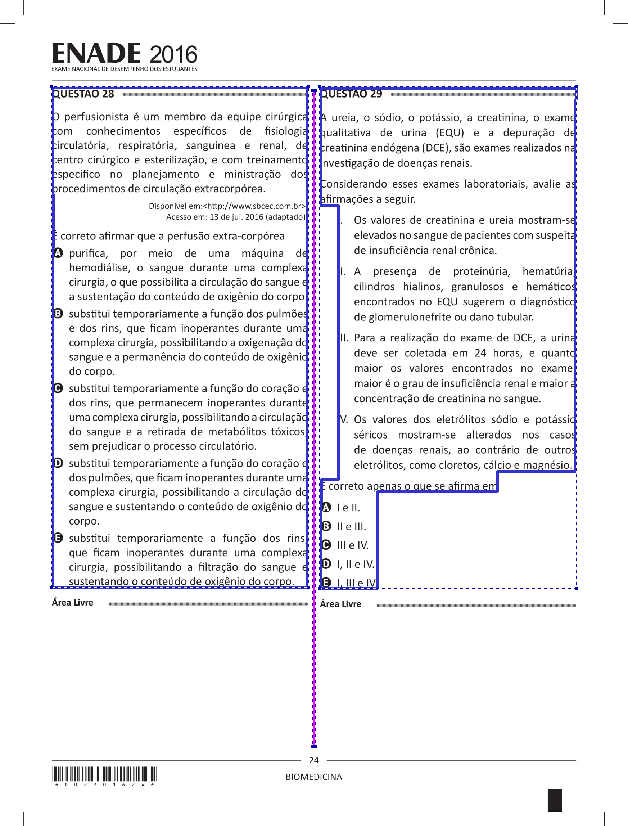 ENADE 2016
EXAME NACIONAL DE DESEMPENHO DOS ESTUDANTES
QUESTÃO 28
O perfusionista é um membro da equipe cirúrgica
com conhecimentos específicos de fisiologia
circulatória, respiratória, sanguínea e renal, de
centro cirúrgico e esterilização, e com treinamento
específico no planejamento e ministração dos
procedimentos de circulação extracorpórea.
Disponível em:<http://www.sbcec.com.br>
Acesso em: 13 de jul. 2016 (adaptado)
É correto afirmar que a perfusão extra-corpórea
A purifica, por meio de uma máquina de
hemodiálise, o sangue durante uma complexa
cirurgia, o que possibilita a circulação do sangue e
a sustentação do conteúdo de oxigênio do corpo
B substitui temporariamente a função dos pulmões
e dos rins, que ficam inoperantes durante uma
complexa cirurgia, possibilitando a oxigenação do
sangue e a permanência do conteúdo de oxigênio
do corpo.
C substitui temporariamente a função do coração e
dos rins, que permanecem inoperantes durante
uma complexa cirurgia, possibilitando a circulação
do sangue e a retirada de metabólitos tóxicos
sem prejudicar o processo circulatório.
D substitui temporariamente a função do coração e
dos pulmões, que ficam inoperantes durante uma
complexa cirurgia, possibilitando a circulação do
sangue e sustentando o conteúdo de oxigênio do
corpo.
E substitui temporariamente a função dos rins
que ficam inoperantes durante uma complexa
cirurgia, possibilitando a filtração do sangue e
sustentando o conteúdo de oxigênio do corpo.
Área Livre
QUESTÃO 29
A ureia, o sódio, o potássio, a creatinina, o exame
qualitativa de urina (EQU) e a depuração de
creatinina endógena (DCE), são exames realizados na
investigação de doenças renais.
Considerando esses exames laboratoriais, avalie as
afirmações a seguir.
I. Os valores de creatinina e ureia mostram-se
elevados no sangue de pacientes com suspeita
de insuficiência renal crônica.
II. A presença de proteinúria, hematúria,
cilindros hialinos, granulosos e hemáticos
encontrados no EQU sugerem o diagnóstico
de glomerulonefrite ou dano tubular.
III. Para a realização do exame de DCE, a urina
deve ser coletada em 24 horas, e quanto
maior os valores encontrados no exame,
maior é o grau de insuficiência renal e maior a
concentração de creatinina no sangue.
IV. Os valores dos eletrólitos sódio e potássio
séricos mostram-se alterados nos casos
de doenças renais, ao contrário de outros
eletrólitos, como cloretos, cálcio e magnésio.
É correto apenas o que se afirma em
A I e II.
B II e III.
C III e IV.
D I, II e IV.
E I, III e IV.
Área Livre
24
BIOMEDICINA